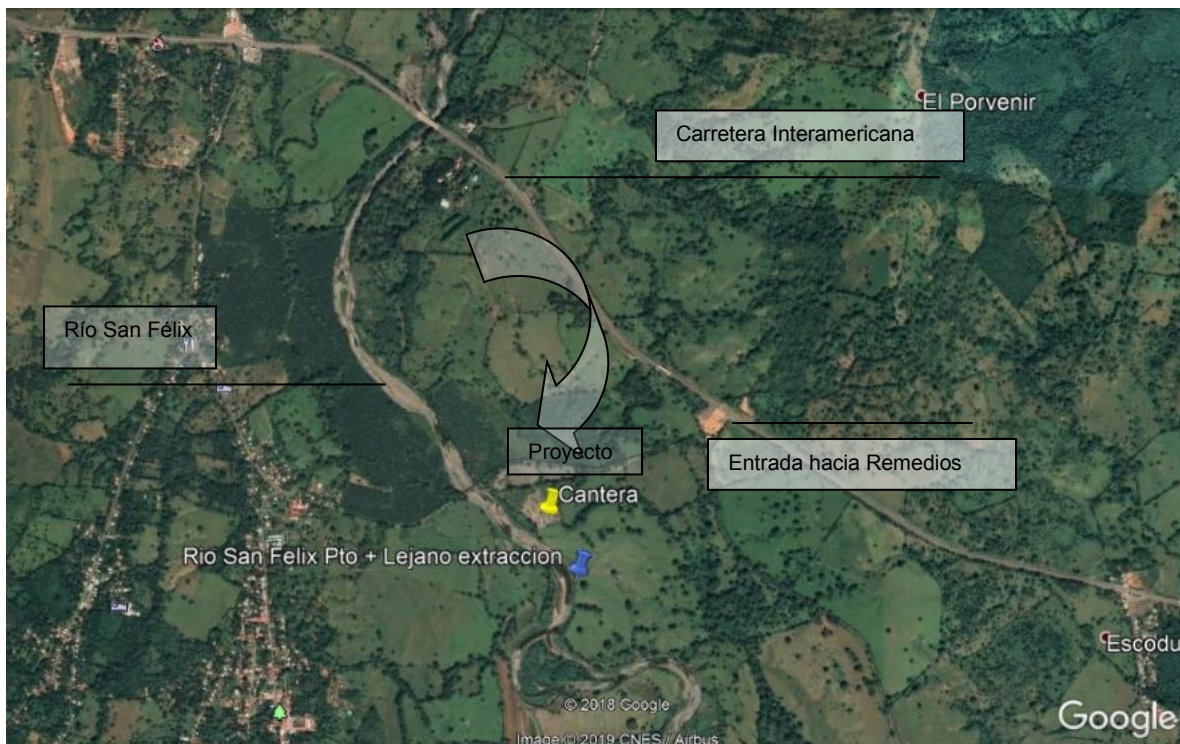 El Porvenir
Carretera Interamericana
Río San Félix
Proyecto
Entrada hacia Remedios
Cantera
Rio San Felix Pto + Lejano extraccion
Escodu
© 2018 Google
Image © 2019 CNES / Airbus
Google